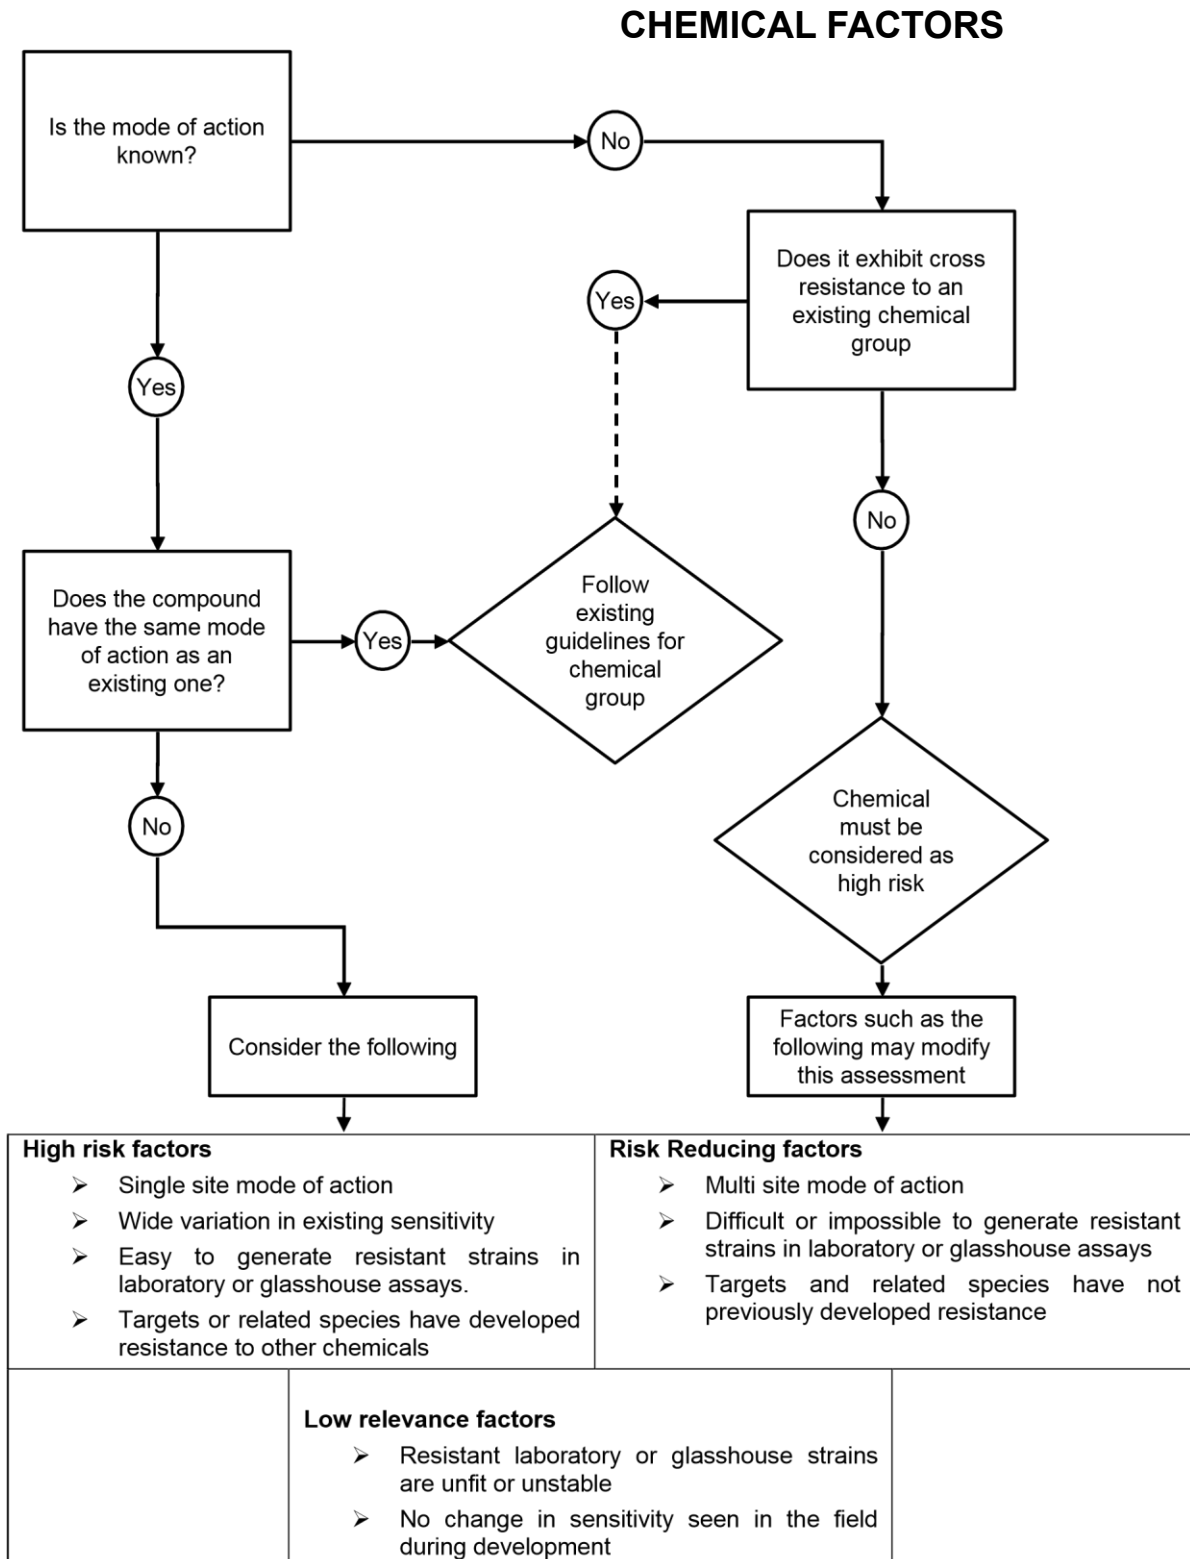 CHEMICAL FACTORS
Is the mode of action
known?
No
Does it exhibit cross
resistance to an
existing chemical
group
Yes
Yes
No
Does the compound
have the same mode
of action as an
existing one?
Yes
Follow
existing
guidelines for
chemical
group
No
Chemical
must be
considered as
high risk
Consider the following
Factors such as the
following may modify
this assessment
High risk factors
➢ Single site mode of action
➢ Wide variation in existing sensitivity
➢ Easy to generate resistant strains in
laboratory or glasshouse assays.
➢ Targets or related species have developed
resistance to other chemicals
Risk Reducing factors
➢ Multi site mode of action
➢ Difficult or impossible to generate resistant
strains in laboratory or glasshouse assays
➢ Targets and related species have not
previously developed resistance
Low relevance factors
➢ Resistant laboratory or glasshouse strains
are unfit or unstable
➢ No change in sensitivity seen in the field
during development